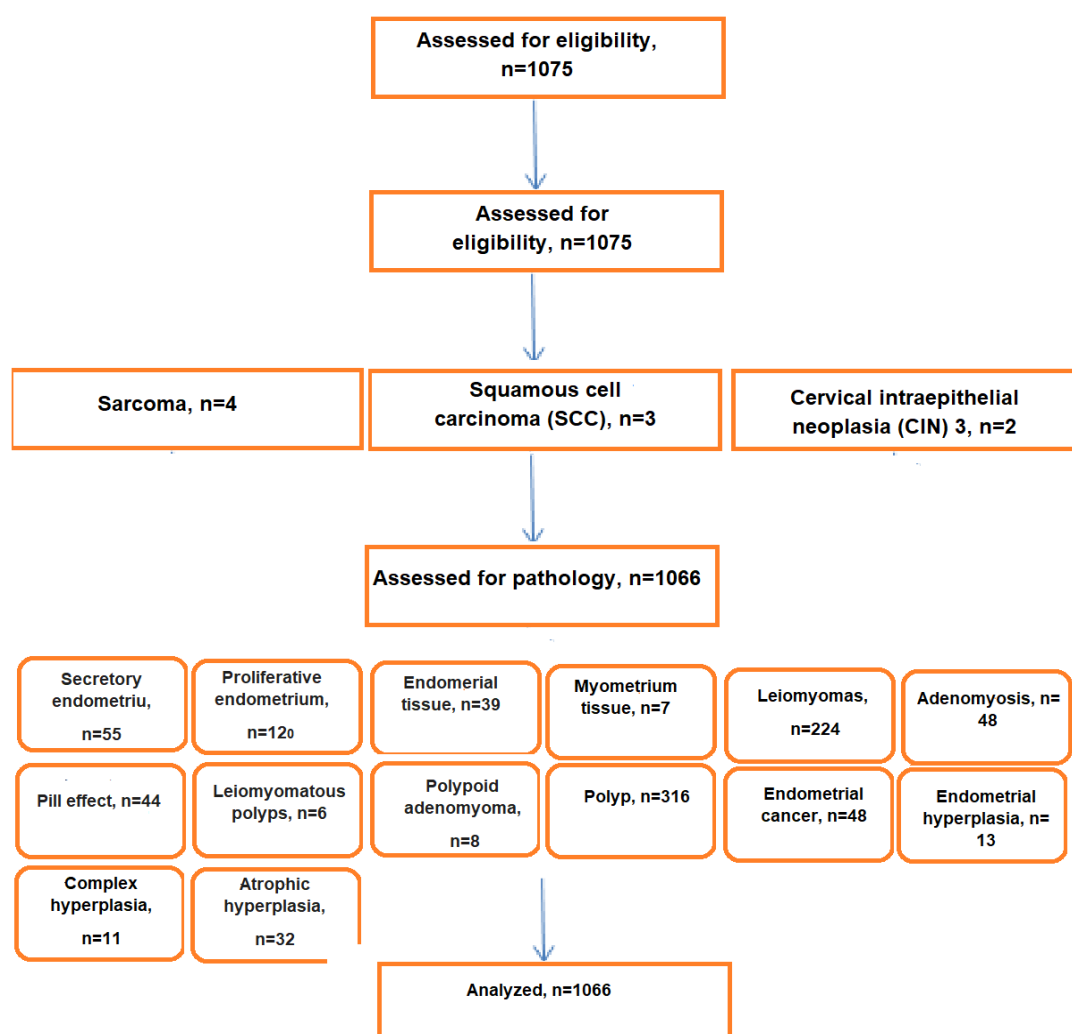 Assessed for eligibility,
n=1075
Assessed for
eligibility, n=1075
Sarcoma, n=4
Squamous cell
carcinoma (SCC), n=3
Cervical intraepithelial
neoplasia (CIN) 3, n=2
Assessed for pathology, n=1066
Secretory
endometriu,
n=55
Proliferative
endometrium,
n=120
Endomerial
tissue, n=39
Myometrium
tissue, n=7
Leiomyomas,
n=224
Adenomyosis, n=
48
Pill effect, n=44
Leiomyomatous
polyps, n=6
Polypoid
adenomyoma,
n=8
Polyp, n=316
Endometrial
cancer, n=48
Endometrial
hyperplasia, n=
13
Complex
hyperplasia,
n=11
Atrophic
hyperplasia,
n=32
Analyzed, n=1066